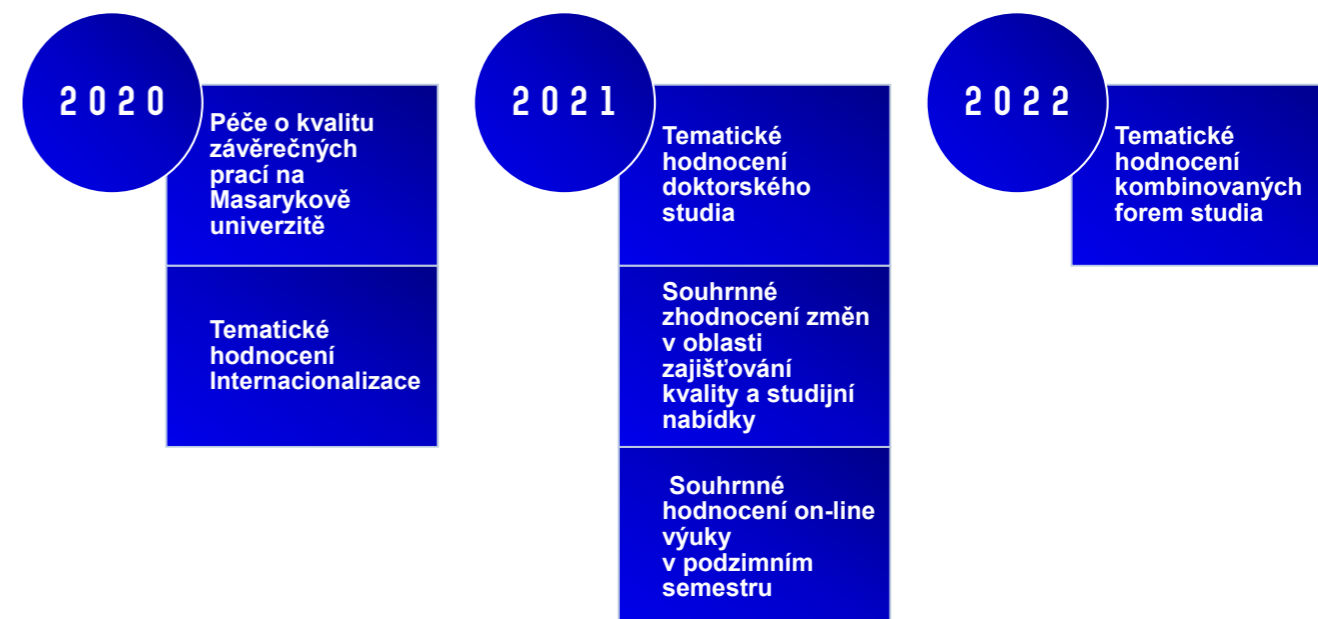 2020
Péče o kvalitu
závěrečných
prací na
Masarykově
univerzitě
Tematické
hodnocení
Internacionalizace
2021
Tematické
hodnocení
doktorského
studia
Souhrnné
zhodnocení změn
v oblasti
zajišťování
kvality a studijní
nabídky
Souhrnné
hodnocení on-line
výuky
v podzimním
semestru
2022
Tematické
hodnocení
kombinovaných
forem studia